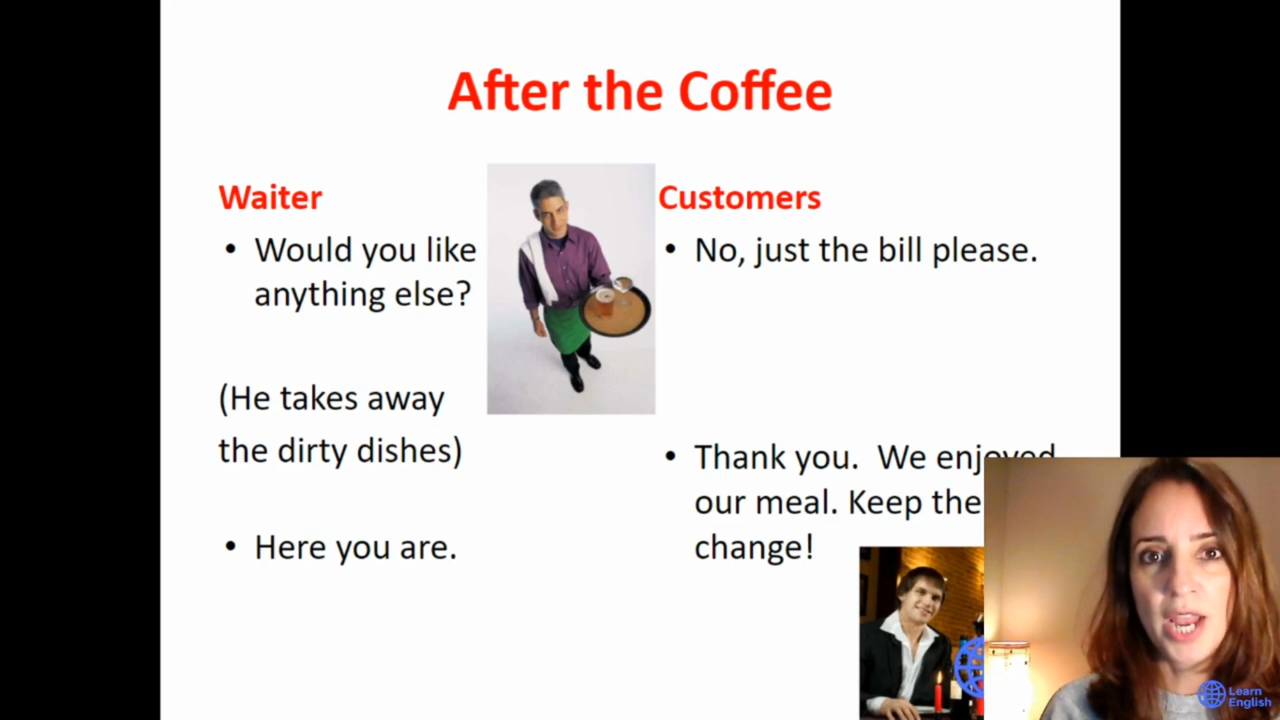 After the Coffee
Waiter
• Would you like
anything else?
(He takes away
the dirty dishes)
• Here you are.
Customers
• No, just the bill please.
• Thank you.  We enjoyed
our meal. Keep the
change!
Learn
English